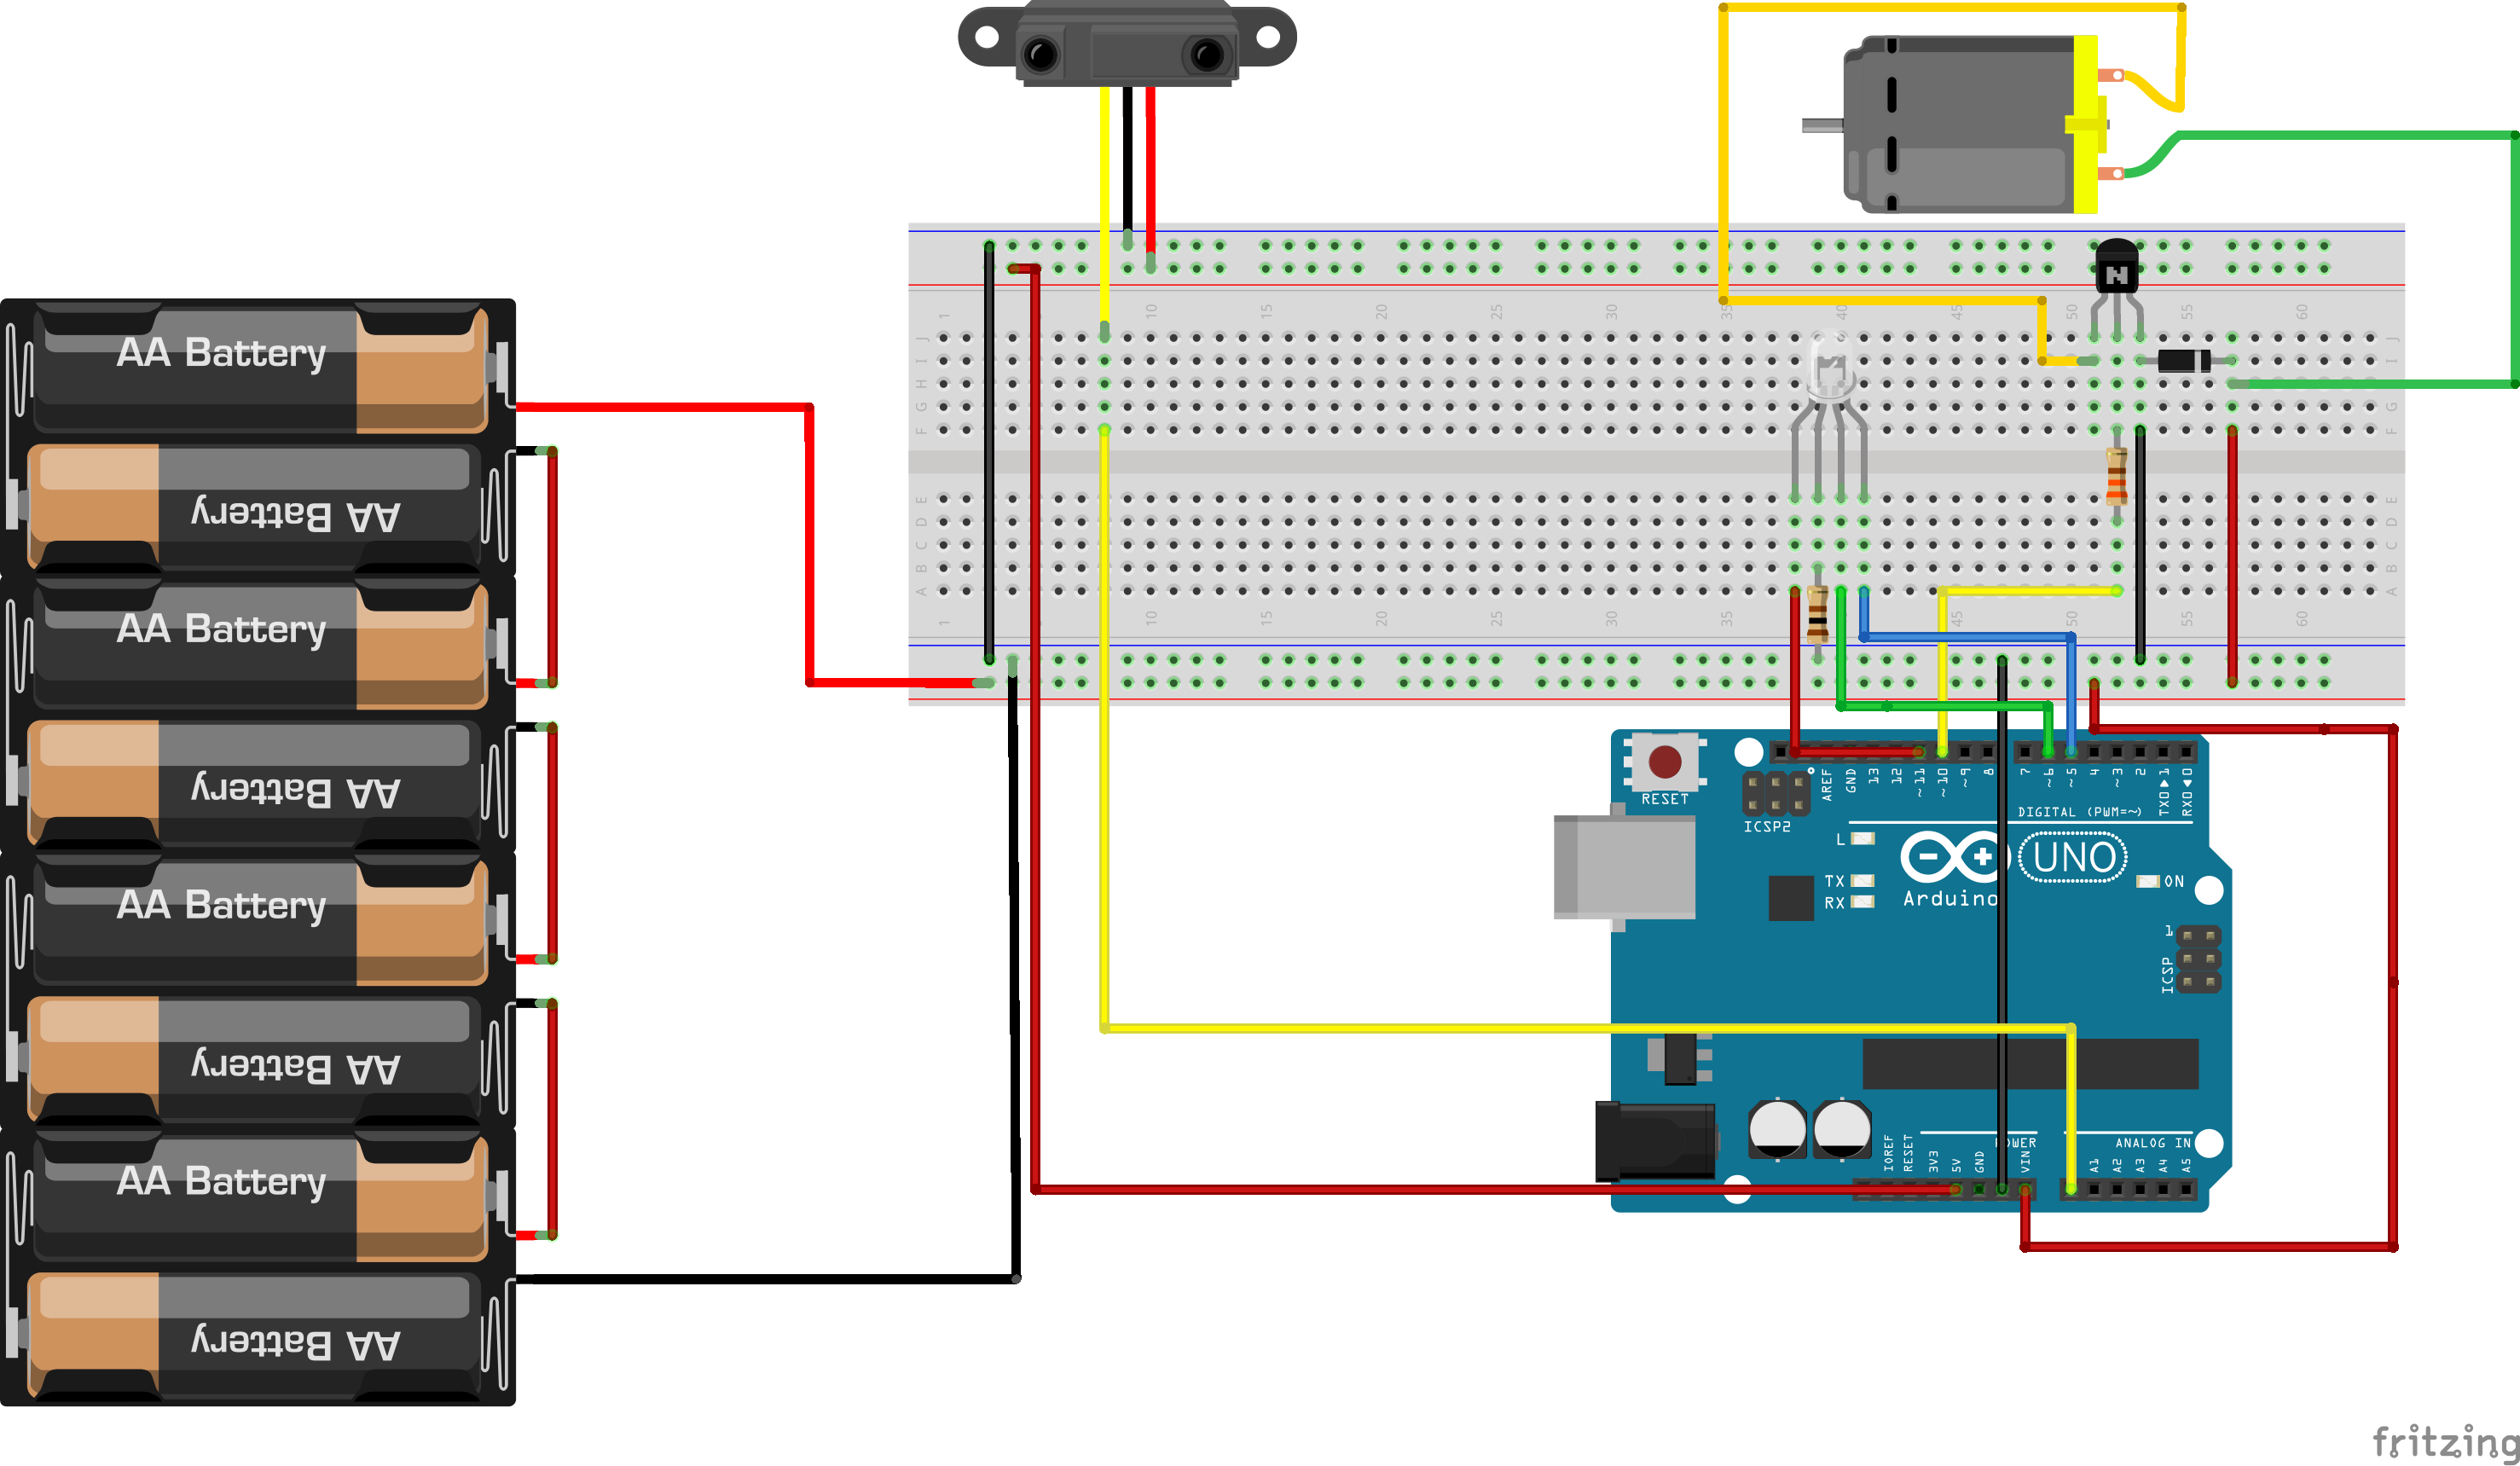 AA Battery
AA Battery
AA Battery
AA Battery
AA Battery
AA Battery
AA Battery
AA Battery
N
1 10 15 20 25 30 35 40 45 50 55 60
J J
I I
H
G G
F F
E E
D D
C C
B B
A A
1 10 15 20 25 30 35 45 50 55 60
RESET
ICSP2
AREF
GND
13
12
~11
~10
~9
8
7
~6
~5
4
~3
2
TX0▶1
RX0◀0
DIGITAL (PWM=~)
L
TX
RX
UNO
Arduino
ON
1
ICSP
IOREF
RESET
3V3
5V
GND
VIN
ANALOG IN
A1
A2
A3
A4
A5
fritzing